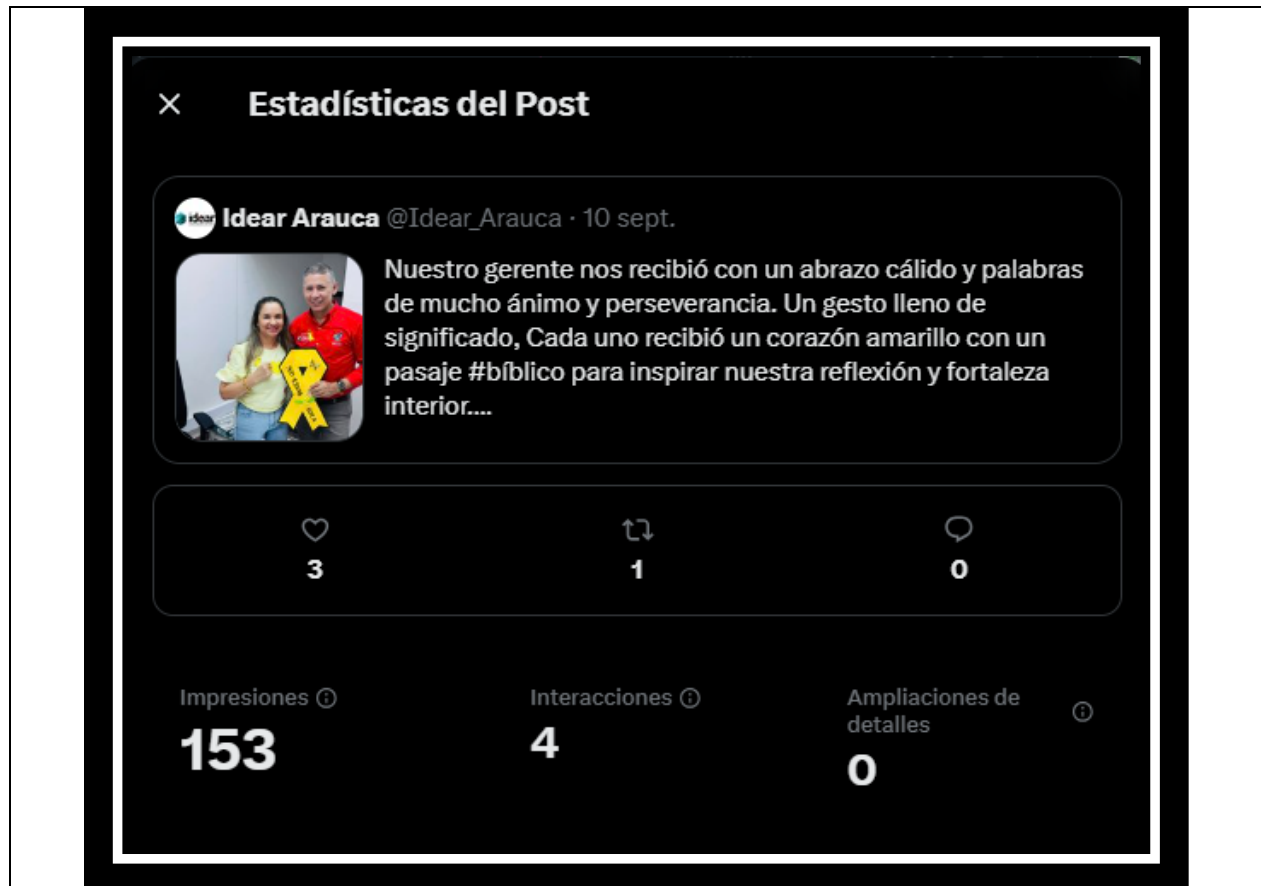 Estadísticas del Post
idear
Idear Arauca @Idear_Arauca · 10 sept.
Nuestro gerente nos recibió con un abrazo cálido y palabras
de mucho ánimo y perseverancia. Un gesto lleno de
significado, Cada uno recibió un corazón amarillo con un
pasaje #bíblico para inspirar nuestra reflexión y fortaleza
interior....
3
1
0
Impresiones
Interacciones
Ampliaciones de
detalles
153
4
0